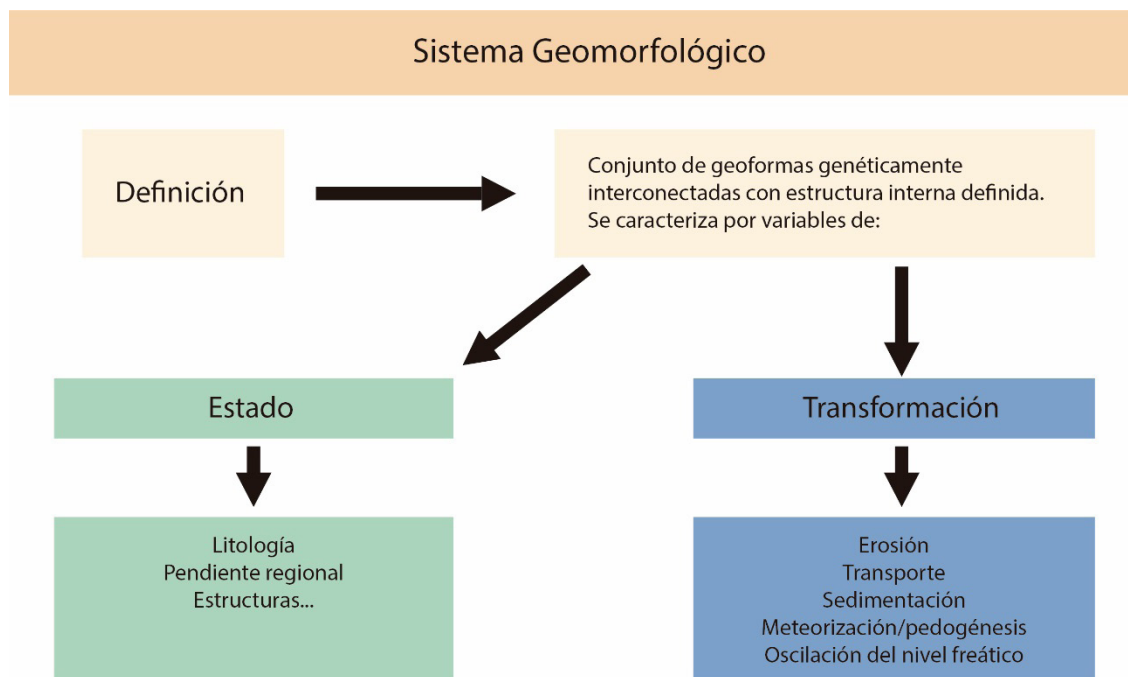 Sistema Geomorfológico
Definición
Conjunto de geoformas genéticamente
interconectadas con estructura interna definida.
Se caracteriza por variables de:
Estado
Transformación
Litología
Pendiente regional
Estructuras...
Erosión
Transporte
Sedimentación
Meteorización/pedogénesis
Oscilación del nivel freático